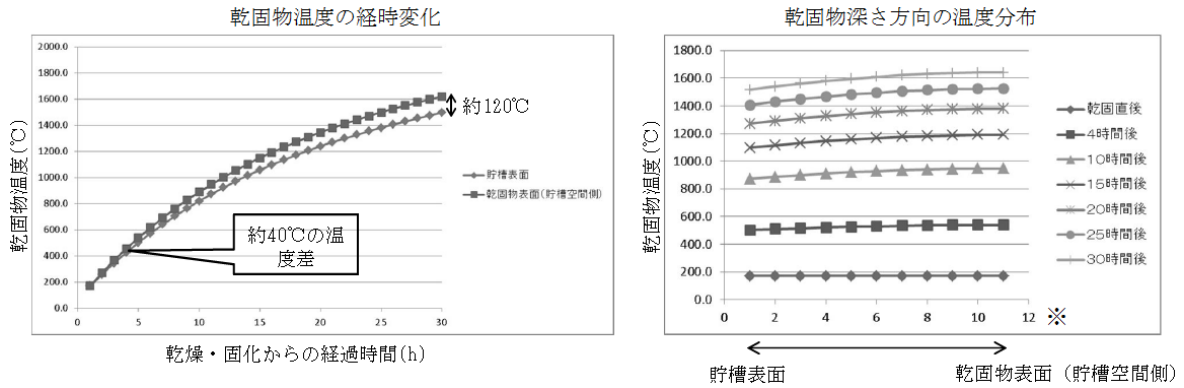 乾固物温度の経時変化
2000.0
1800.0
1600.0
1400.0
1200.0
1000.0
800.0
600.0
400.0
200.0
0.0
0 5 10 15 20 25 30
乾固物温度(℃)
約120℃
貯槽表面
乾固物表面(貯槽空間側)
約40℃の温
度差
乾燥・固化からの経過時間(h)
乾固物深さ方向の温度分布
1800.0
1600.0
1400.0
1200.0
1000.0
800.0
600.0
400.0
200.0
0.0
0 2 4 6 8 10 12 ※
乾固物温度(℃)
乾固直後
4時間後
10時間後
15時間後
20時間後
25時間後
30時間後
貯槽表面
乾固物表面(貯槽空間側)